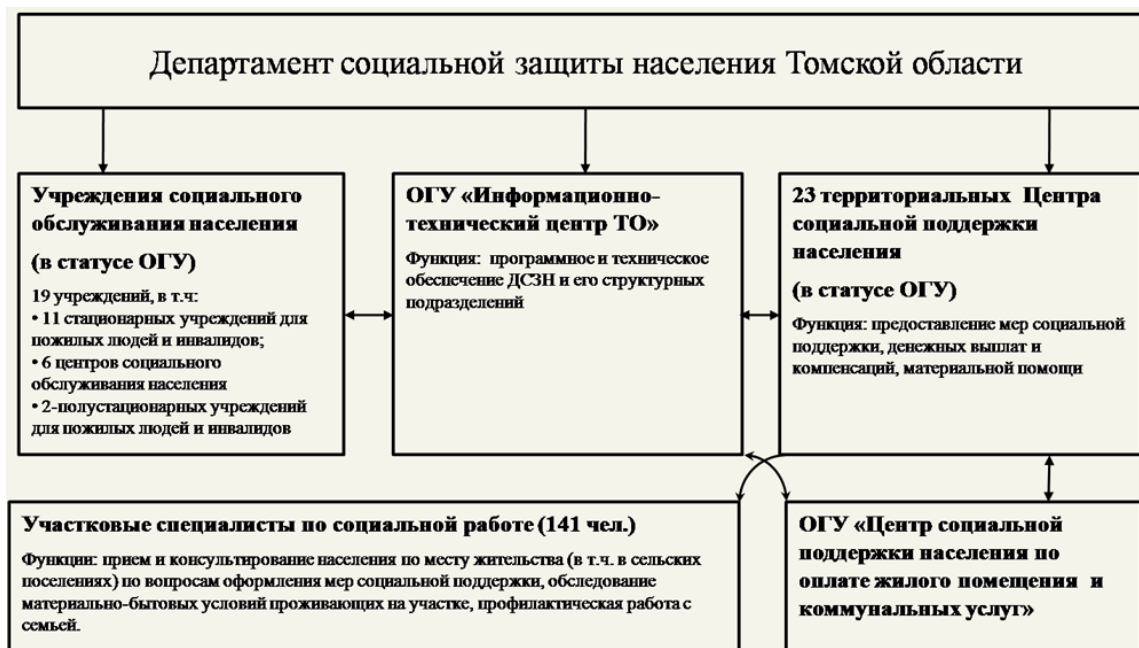 Департамент социальной защиты населения Томской области
Учреждения социального
обслуживания населения
(в статусе ОГУ)
19 учреждений, в т.ч:
• 11 стационарных учреждений для
пожилых людей и инвалидов;
• 6 центров социального
обслуживания населения
• 2-полустационарных учреждений
для пожилых людей и инвалидов
ОГУ «Информационно-
технический центр ТО»
Функция: программное и техническое
обеспечение ДСЗН и его структурных
подразделений
23 территориальных Центра
социальной поддержки
населения
(в статусе ОГУ)
Функция: предоставление мер социальной
поддержки, денежных выплат и
компенсаций, материальной помощи
Участковые специалисты по социальной работе (141 чел.)
Функции: прием и консультирование населения по месту жительства (в т.ч. в сельских
поселениях) по вопросам оформления мер социальной поддержки, обследование
материально-бытовых условий проживающих на участке, профилактическая работа с
семьей.
ОГУ «Центр социальной
поддержки населения по
оплате жилого помещения и
коммунальных услуг»